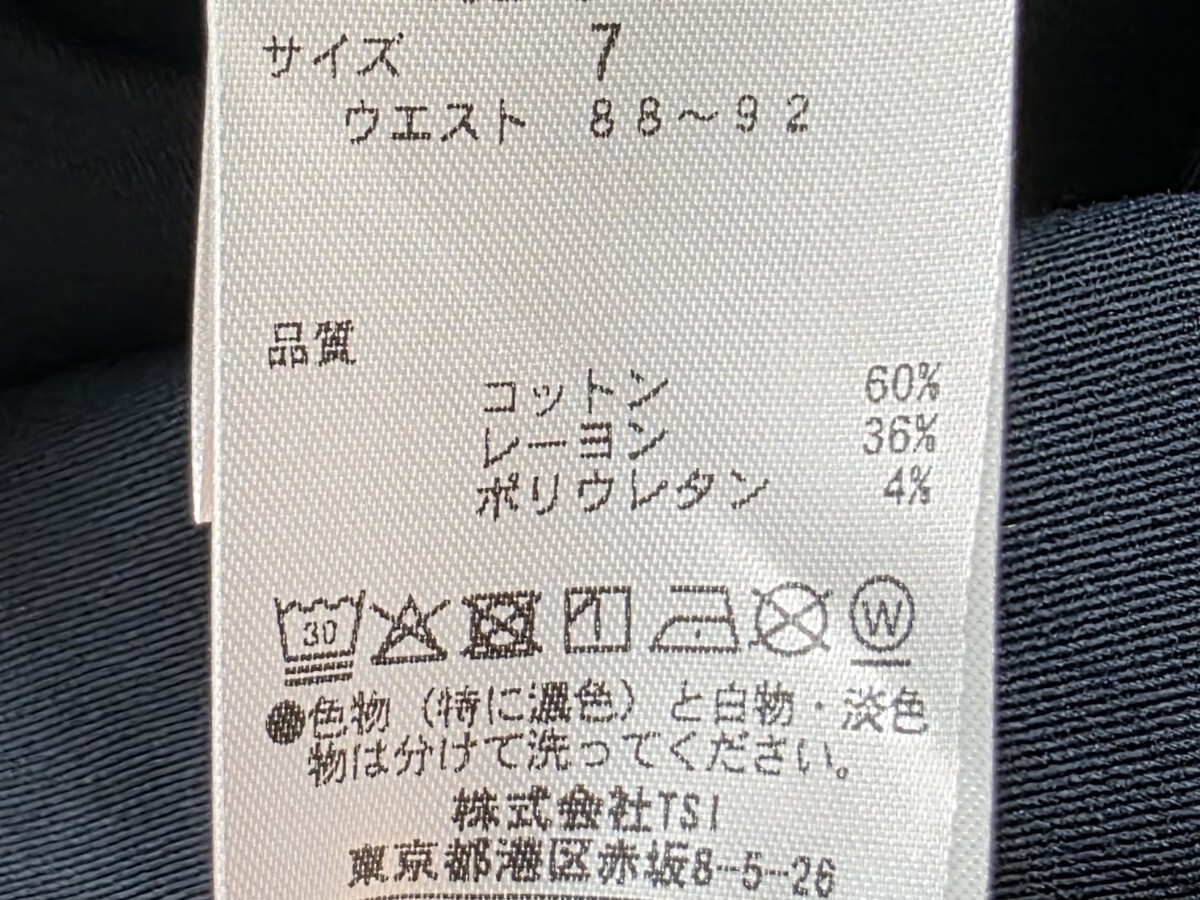 サイズ 7
ウエスト 88～92
品質
コットン 60%
レーヨン 36%
ポリウレタン 4%
30
W
●色物（特に濃色）と白物・淡色
物は分けて洗ってください。
株式会社TSI
東京都港区赤坂8-5-26